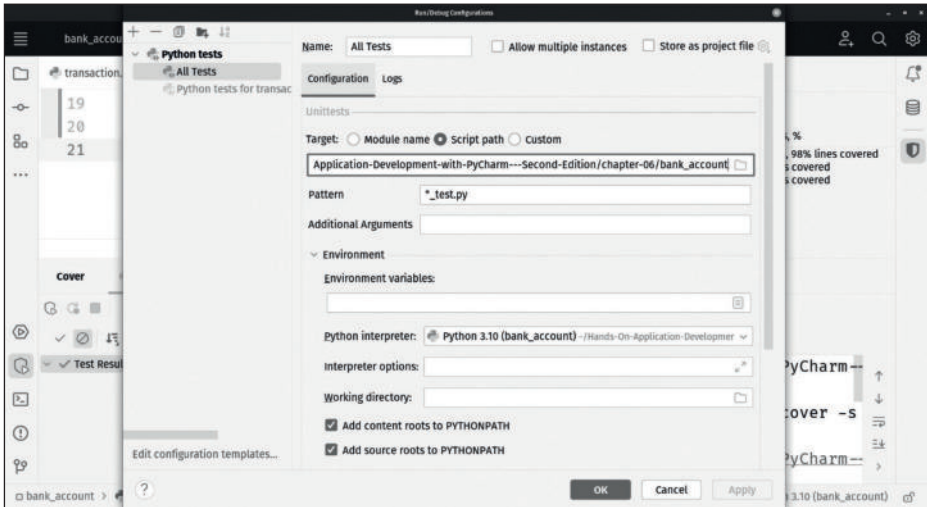 Run/Debug Configurations
bank_accou
Python tests
All Tests
Python tests for transac
Edit configuration templates...
Name: All Tests
Allow multiple instances
Store as project file
Configuration Logs
Unittests
Target: Module name Script path Custom
Application-Development-with-PyCharm---Second-Edition/chapter-06/bank_account
Pattern *_test.py
Additional Arguments
Environment
Environment variables:
Python interpreter: Python 3.10 (bank_account) ~/Hands-On-Application-Developmer
Interpreter options:
Working directory:
Add content roots to PYTHONPATH
Add source roots to PYTHONPATH
? OK Cancel Apply
transaction.
19
20
21
Cover
Test Resul
, %
, 98% lines covered
s covered
s covered
PyCharm--
cover -s
PyCharm--
bank_account >
3.10 (bank_account)